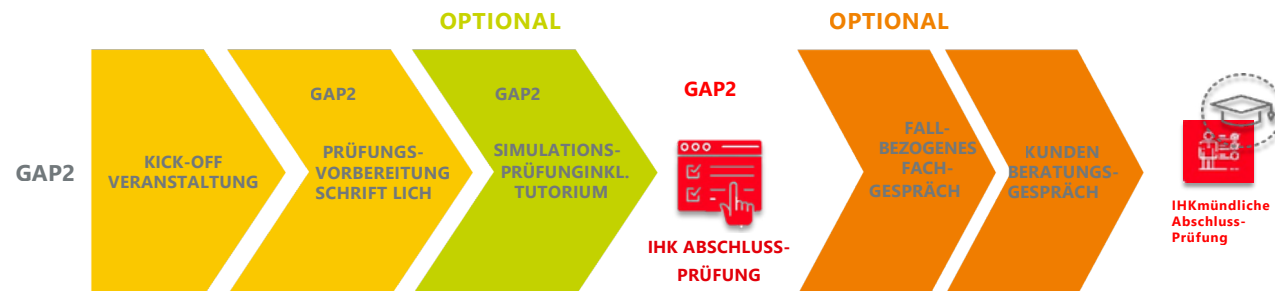 OPTIONAL
OPTIONAL
GAP2
KICK-OFF
VERANSTALTUNG
GAP2
PRÜFUNGS-
VORBEREITUNG
SCHRIFT LICH
GAP2
SIMULATIONS-
PRÜFUNGINKL.
TUTORIUM
GAP2
IHK ABSCHLUSS-
PRÜFUNG
FALL-
BEZOGENES
FACH-
GESPRÄCH
KUNDEN
BERATUNGS-
GESPRÄCH
IHKmündliche
Abschluss-
Prüfung